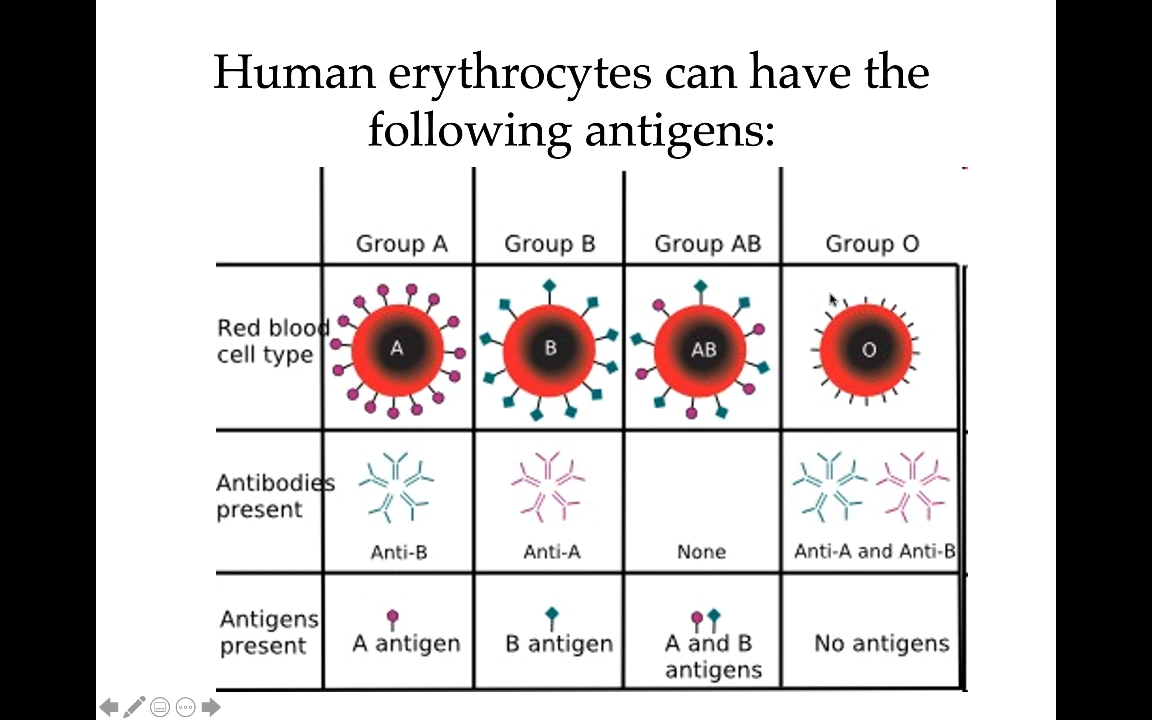 Human erythrocytes can have the
following antigens:
Group A
Group B
Group AB
Group O
Red blood
cell type
A
B
AB
O
Antibodies
present
Anti-B
Anti-A
None
Anti-A and Anti-B
Antigens
present
A antigen
B antigen
A and B
antigens
No antigens